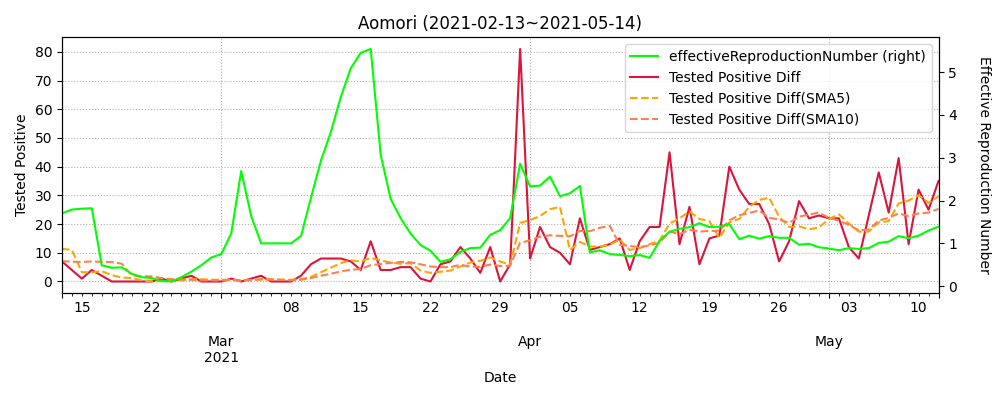 Aomori (2021-02-13~2021-05-14)
effectiveReproductionNumber (right)
Tested Positive Diff
Tested Positive Diff(SMA5)
Tested Positive Diff(SMA10)
Tested Positive
80
70
60
50
40
30
20
10
0
Effective Reproduction Number
5
4
3
2
1
0
15 22 08 15 22 29 05 12 19 26 03 10
Mar Apr May
2021
Date